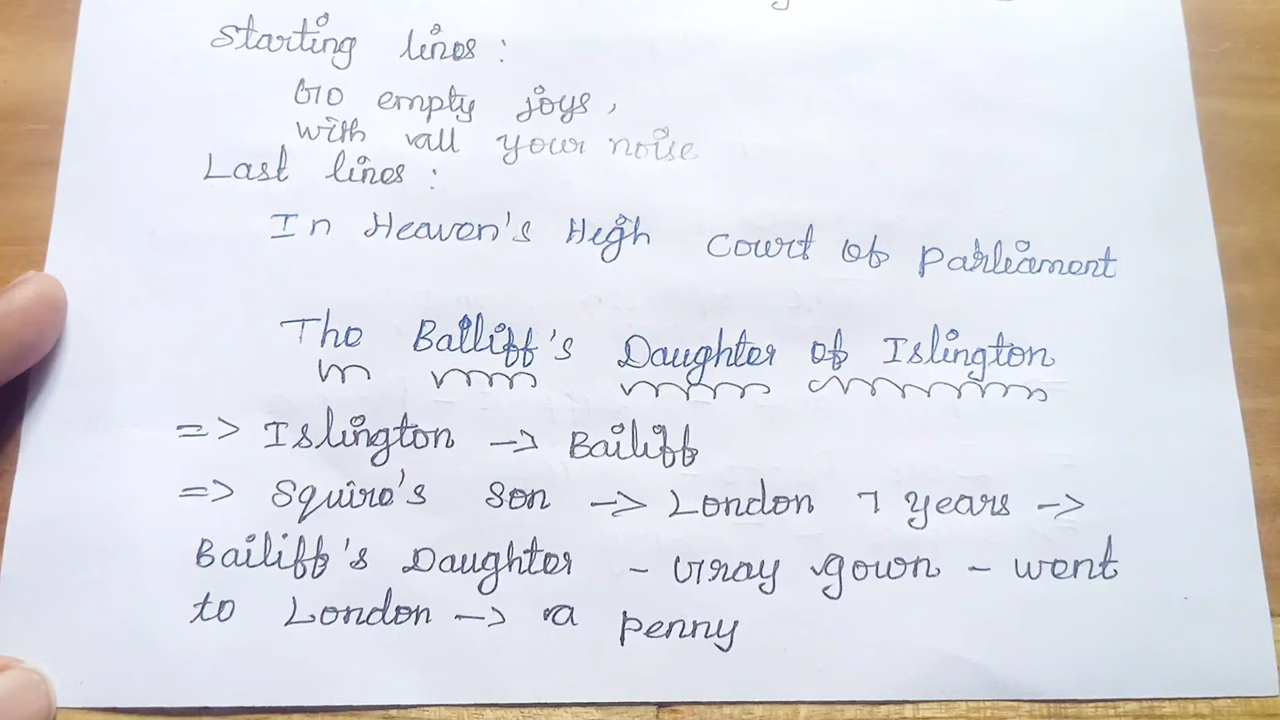 Starting lines :
Go empty joys,
with all your noise
Last lines :
In Heaven's High Court of Parliament
The Bailiff's Daughter of Islington
=> Islington -> Bailiff
=> Squire's son -> London 7 years ->
Bailiff's Daughter - Gray gown - went
to London -> a penny